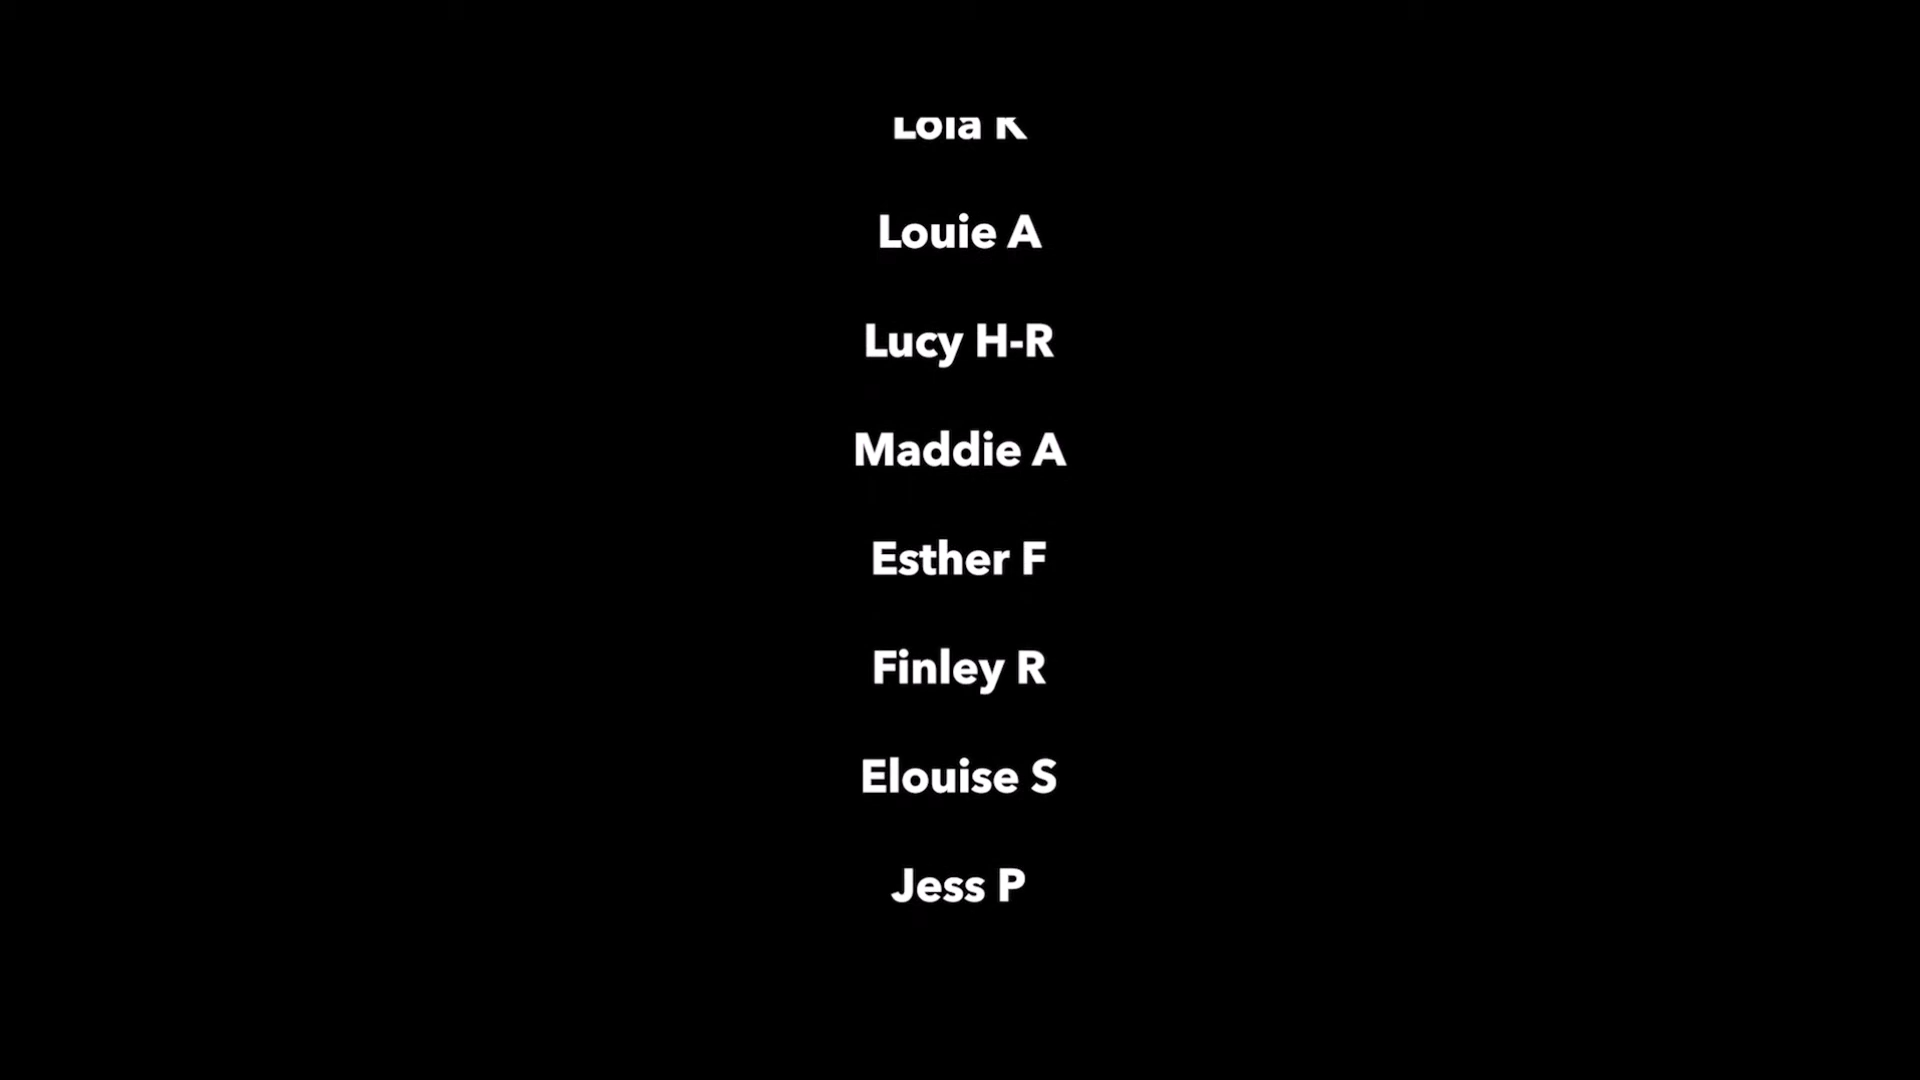 Lola K
Louie A
Lucy H-R
Maddie A
Esther F
Finley R
Elouise S
Jess P